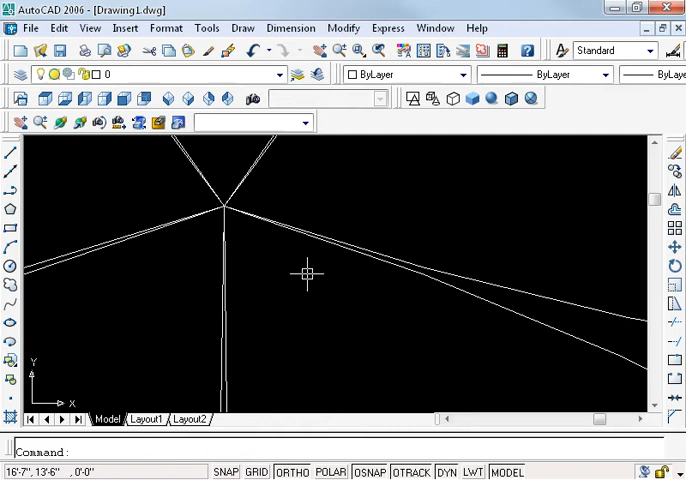 AutoCAD 2006 - [Drawing1.dwg]
File Edit View Insert Format Tools Draw Dimension Modify Express Window Help
Standard
0 ByLayer ByLayer ByLaye
Y
X
Model Layout1 Layout2
Command:
16'-7", 13'-6" , 0'-0" SNAP GRID ORTHO POLAR OSNAP OTRACK DYN LWT MODEL